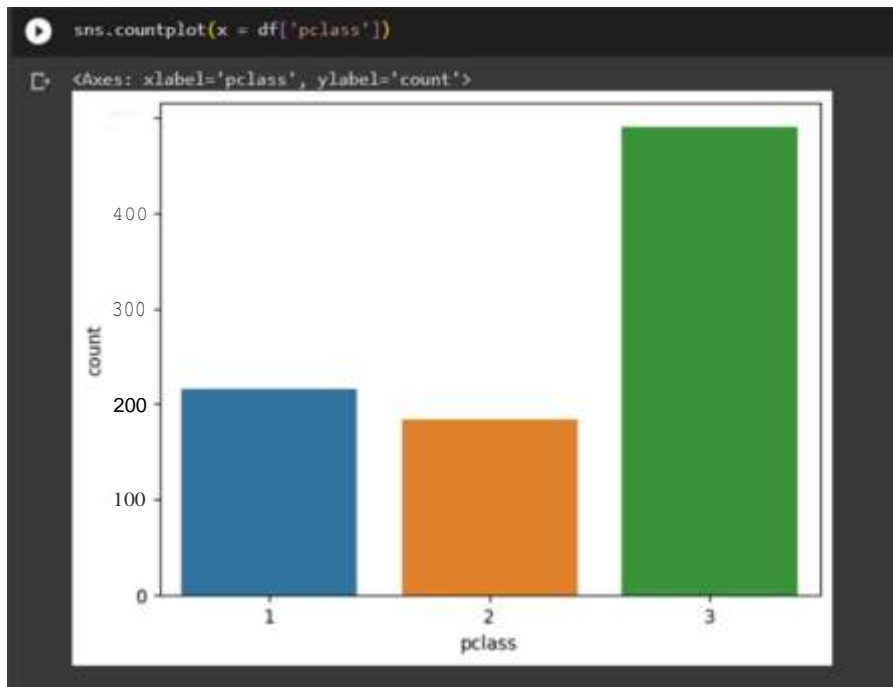 sns.countplot(x = df['pclass'])
<Axes: xlabel='pclass', ylabel='count'>
400
300
count
200
100
0
1 2 3
pclass